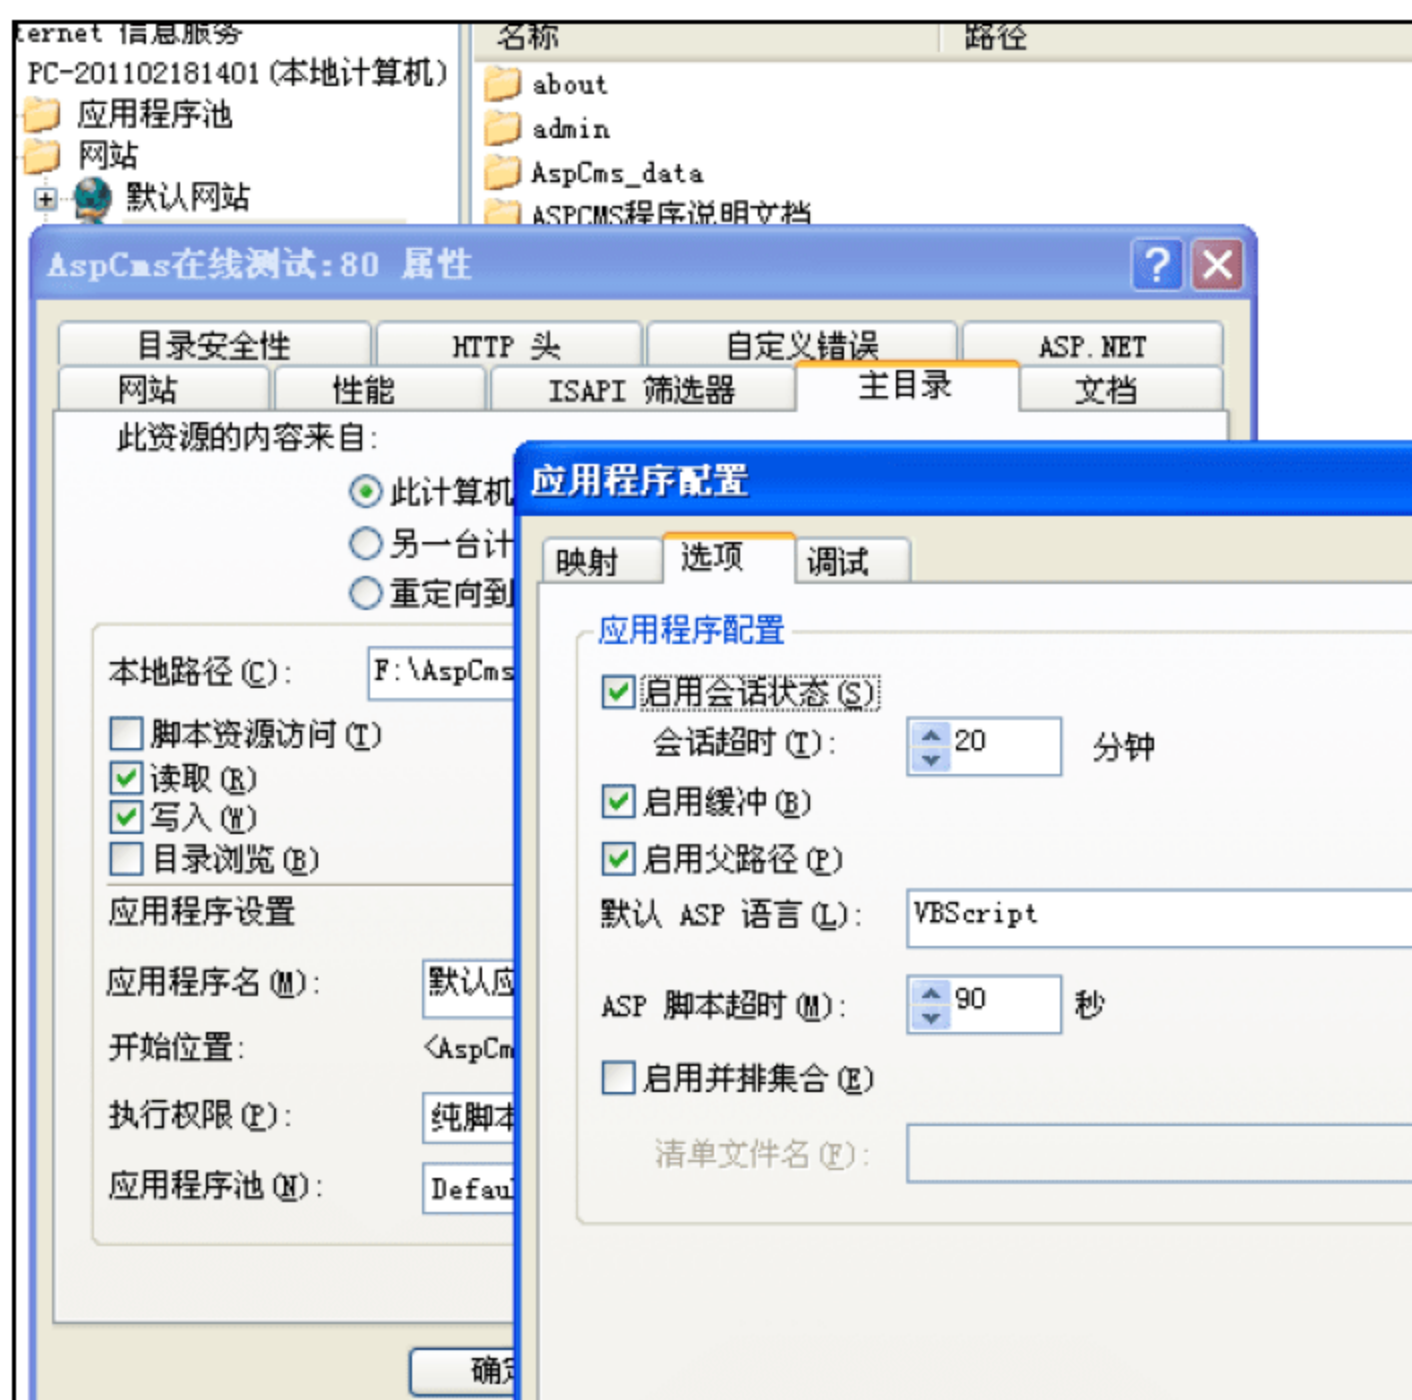 ternet 信息服务
PC-201102181401(本地计算机)
应用程序池
网站
默认网站
名称 路径
about
admin
AspCms_data
ASPCMS程序说明文档
AspCms在线测试:80 属性
目录安全性 HTTP 头 自定义错误 ASP.NET
网站 性能 ISAPI 筛选器 主目录 文档
此资源的内容来自:
此计算机
另一台计
重定向到
本地路径(C): F:\AspCms
脚本资源访问(T)
读取(R)
写入(W)
目录浏览(B)
应用程序设置
应用程序名(M): 默认应
开始位置: <AspCm
执行权限(P): 纯脚本
应用程序池(N): Defau
确定
应用程序配置
映射 选项 调试
应用程序配置
启用会话状态(S)
会话超时(T): 20 分钟
启用缓冲(B)
启用父路径(P)
默认 ASP 语言(L): VBScript
ASP 脚本超时(M): 90 秒
启用并排集合(E)
清单文件名(F):